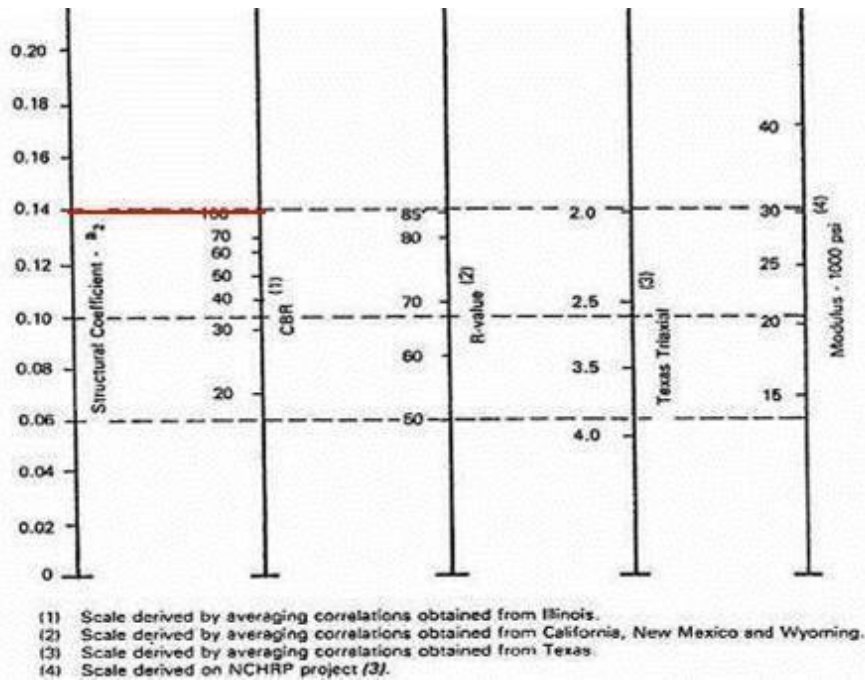 0.20
0.18
0.16
40
0.14 100 85 2.0 30 (4)
70 80
60
0.12 50 25
40 (1) 70 (2) 2.5 (3)
0.10 30 20
60 3.5
0.08 20 15
0.06 50
4.0
0.04
0.02
0
Structural Coefficient - a2
CBR
R-value
Texas Triaxial
Modulus - 1000 psi
(1) Scale derived by averaging correlations obtained from Illinois.
(2) Scale derived by averaging correlations obtained from California, New Mexico and Wyoming.
(3) Scale derived by averaging correlations obtained from Texas.
(4) Scale derived on NCHRP project (3).